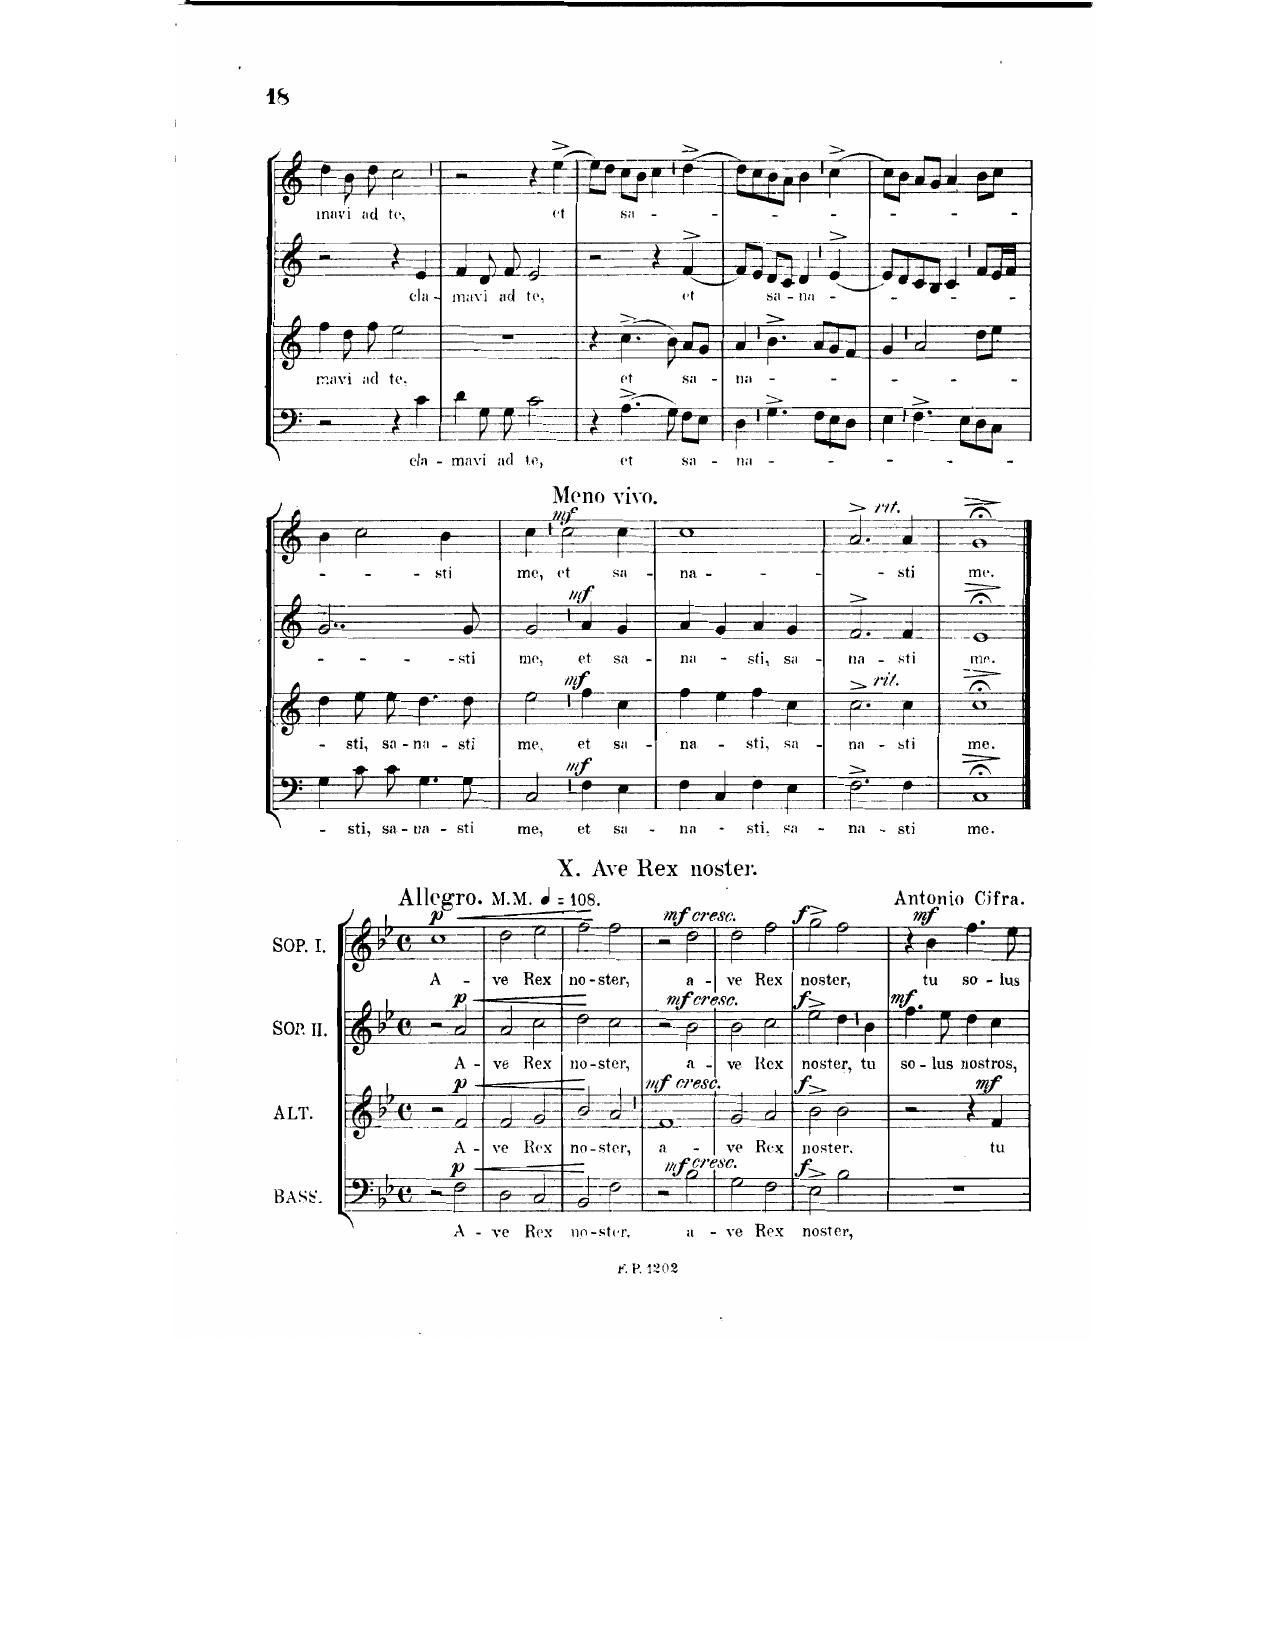 18
mavi ad te, et sa - - - - - - - -
cla - mavi ad te, et sa - na - - - - -
mavi ad te, et sa - na - - - - - -
cla - mavi ad te, et sa - na - - - - - -
Meno vivo.
mf rit.
- - - sti me, et sa - na - - - - sti me.
mf
- - - sti me, et sa - na - sti, sa - na - sti me.
mf rit.
- sti, sa - na - sti me, et sa - na - sti, sa - na - sti me.
mf
- sti, sa - na - sti me, et sa - na - sti, sa - na - sti me.
X. Ave Rex noster.
Allegro. M.M. = 108. Antonio Cifra.
p mf cresc. f mf
SOP. I.
A - ve Rex no - ster, a - ve Rex noster, tu so - lus
p mf cresc. f mf
SOP. II.
A - ve Rex no - ster, a - ve Rex noster, tu so - lus nostros,
p mf cresc. f mf
ALT.
A - ve Rex no - ster, a - ve Rex noster. tu
p mf cresc. f
BASS.
A - ve Rex no - ster, a - ve Rex noster,
F. P. 1202